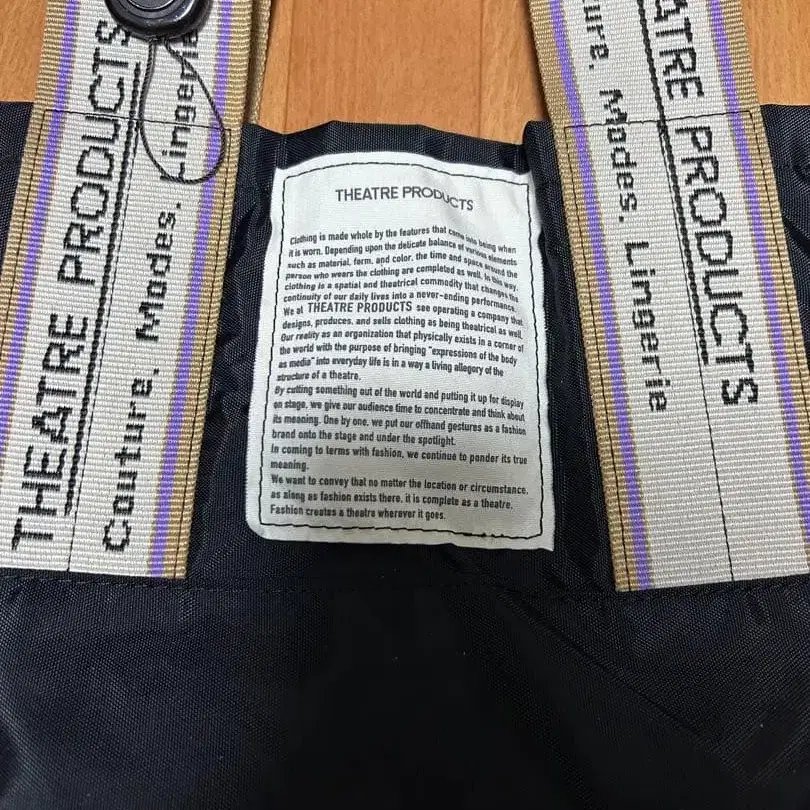 THEATRE PRODUCTS
Couture. Modes. Lingerie
THEATRE PRODUCTS
Clothing is made whole by the features that came into being when
it is worn. Depending upon the delicate balance of various elements
such as material, form, and color, the time and space around the
person who wears the clothing are completed as well. In this way,
clothing is a spatial and theatrical commodity that changes the
continuity of our daily lives into a never-ending performance.
We at THEATRE PRODUCTS see operating a company that
designs, produces, and sells clothing as being theatrical as well.
Our reality as an organization that physically exists in a corner of
the world with the purpose of bringing "expressions of the body
as media" into everyday life is in a way a living allegory of the
structure of a theatre.
By cutting something out of the world and putting it up for display
on stage, we give our audience time to concentrate and think about
its meaning. One by one, we put our offhand gestures as a fashion
brand onto the stage and under the spotlight.
In coming to terms with fashion, we continue to ponder its true
meaning.
We want to convey that no matter the location or circumstance,
as along as fashion exists there, it is complete as a theatre.
Fashion creates a theatre wherever it goes.
ATRE PRODUCTS
ure. Modes. Lingerie